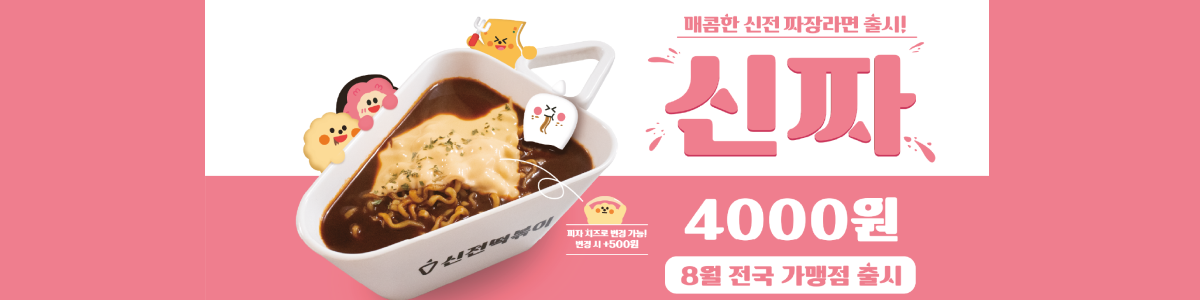 매콤한 신전 짜장라면 출시!
신짜
4000원
8월 전국 가맹점 출시
피자 치즈로 변경 가능!
변경 시 +500원
신전떡볶이